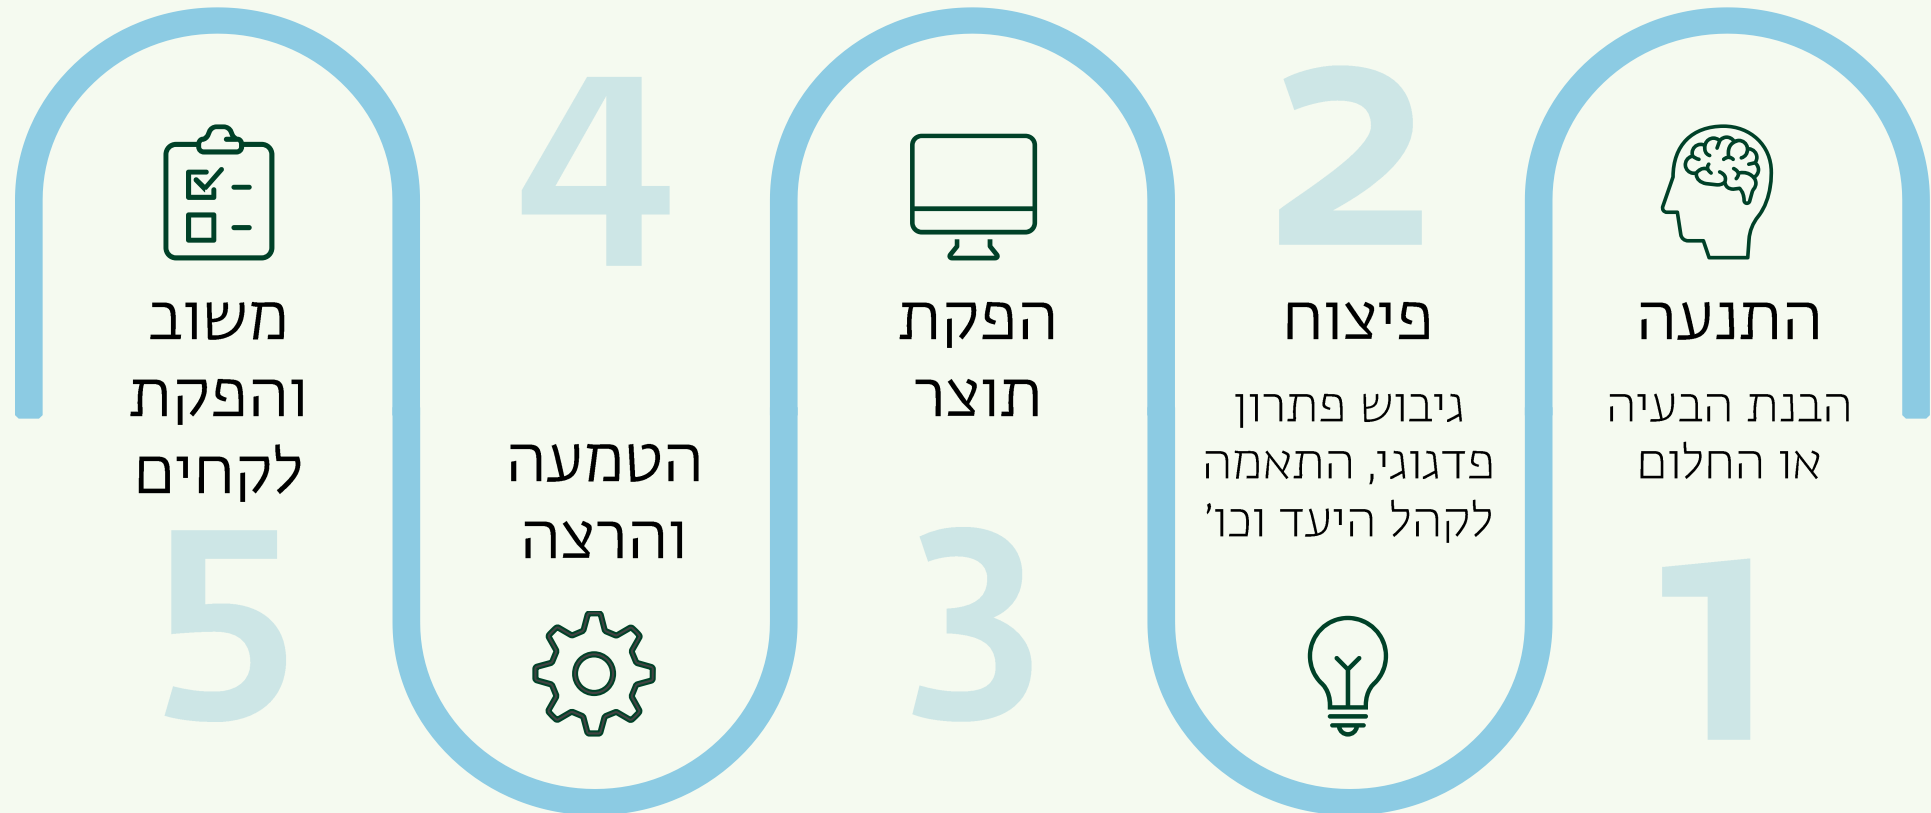 התנעה
הבנת הבעיה
או החלום
1
2
פיצוח
גיבוש פתרון
פדגוגי, התאמה
לקהל היעד וכו'
הפקת
תוצר
3
4
הטמעה
והרצה
משוב
והפקת
לקחים
5